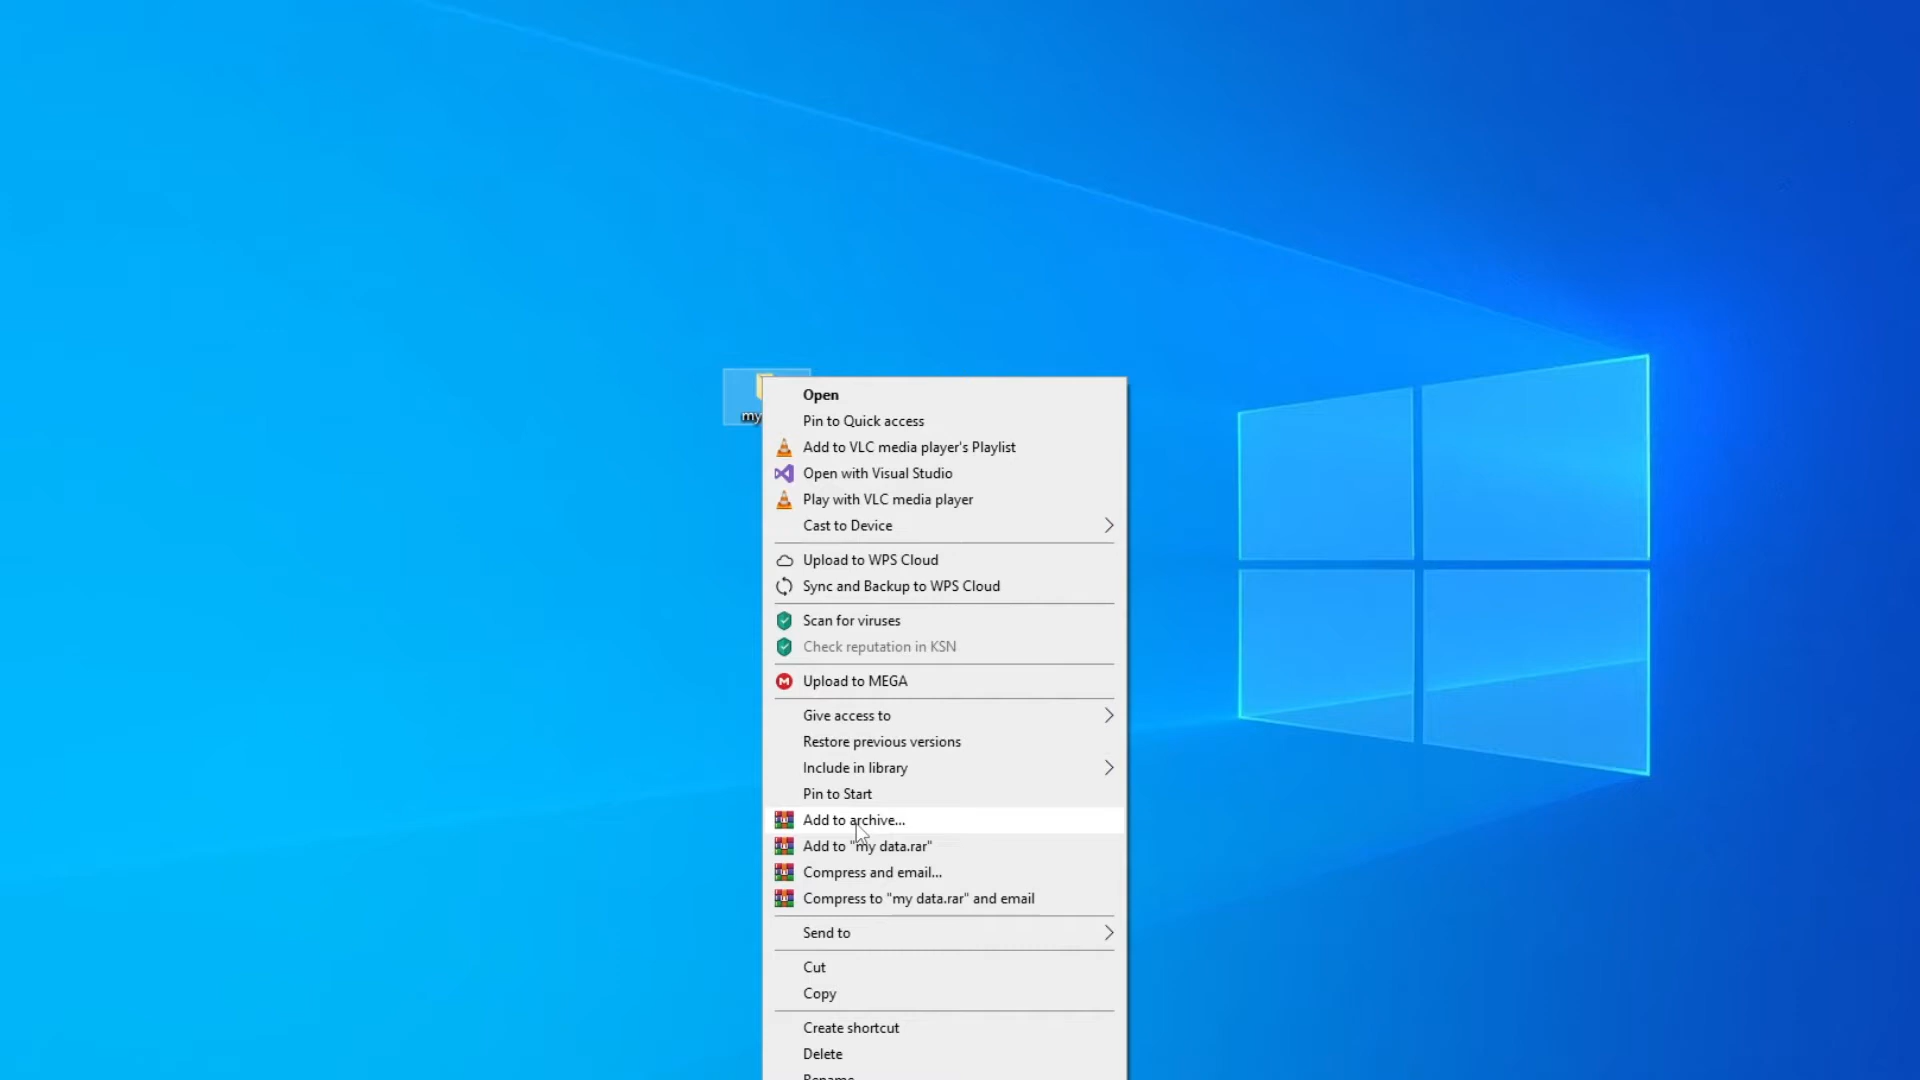 my
Open
Pin to Quick access
Add to VLC media player's Playlist
Open with Visual Studio
Play with VLC media player
Cast to Device
Upload to WPS Cloud
Sync and Backup to WPS Cloud
Scan for viruses
Check reputation in KSN
Upload to MEGA
Give access to
Restore previous versions
Include in library
Pin to Start
Add to archive...
Add to "my data.rar"
Compress and email...
Compress to "my data.rar" and email
Send to
Cut
Copy
Create shortcut
Delete
Rename